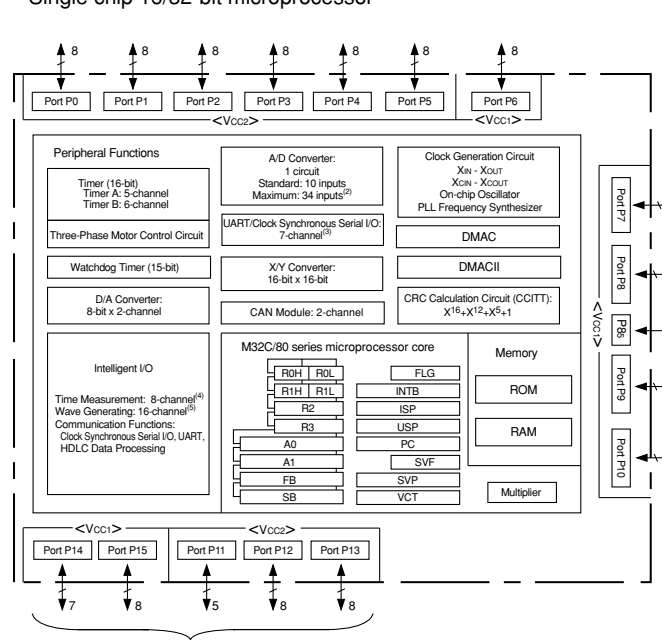 Single chip 16/32-bit microprocessor
8 8 8 8 8 8 8
Port P0 Port P1 Port P2 Port P3 Port P4 Port P5 Port P6
<VCC2> <VCC1>
Peripheral Functions
Timer (16-bit)
Timer A: 5-channel
Timer B: 6-channel
Three-Phase Motor Control Circuit
Watchdog Timer (15-bit)
D/A Converter:
8-bit x 2-channel
A/D Converter:
1 circuit
Standard: 10 inputs
Maximum: 34 inputs(2)
UART/Clock Synchronous Serial I/O:
7-channel(3)
X/Y Converter:
16-bit x 16-bit
CAN Module: 2-channel
Clock Generation Circuit
XIN - XOUT
XCIN - XCOUT
On-chip Oscillator
PLL Frequency Synthesizer
DMAC
DMACII
CRC Calculation Circuit (CCITT):
X16+X12+X5+1
Intelligent I/O
Time Measurement: 8-channel(4)
Wave Generating: 16-channel(5)
Communication Functions:
Clock Synchronous Serial I/O, UART,
HDLC Data Processing
M32C/80 series microprocessor core
R0H R0L
R1H R1L
R2
R3
A0
A1
FB
SB
FLG
INTB
ISP
USP
PC
SVF
SVP
VCT
Memory
ROM
RAM
Multiplier
Port P7
Port P8
<VCC1>
P85
Port P9
Port P10
<VCC1> <VCC2>
Port P14 Port P15 Port P11 Port P12 Port P13
7 8 5 8 8